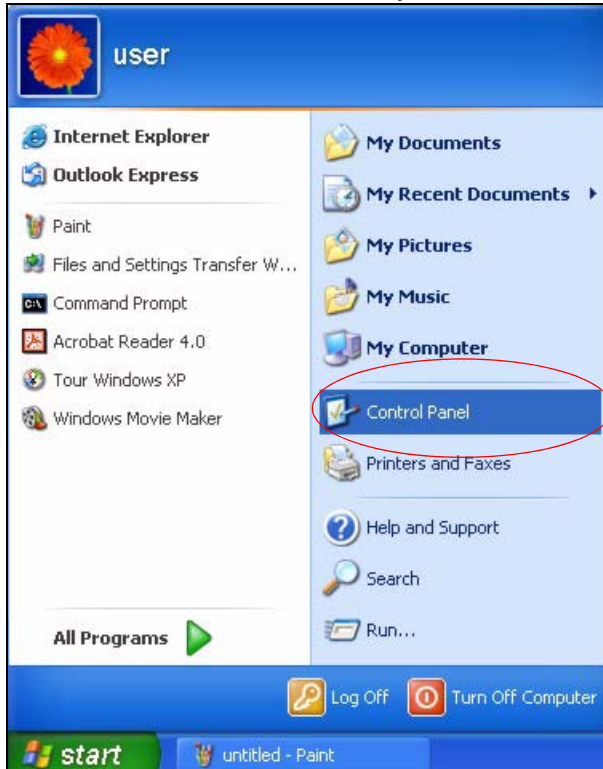 user
Internet Explorer
Outlook Express
Paint
Files and Settings Transfer W...
Command Prompt
Acrobat Reader 4.0
Tour Windows XP
Windows Movie Maker
All Programs
My Documents
My Recent Documents
My Pictures
My Music
My Computer
Control Panel
Printers and Faxes
Help and Support
Search
Run...
Log Off
Turn Off Computer
start
untitled - Paint